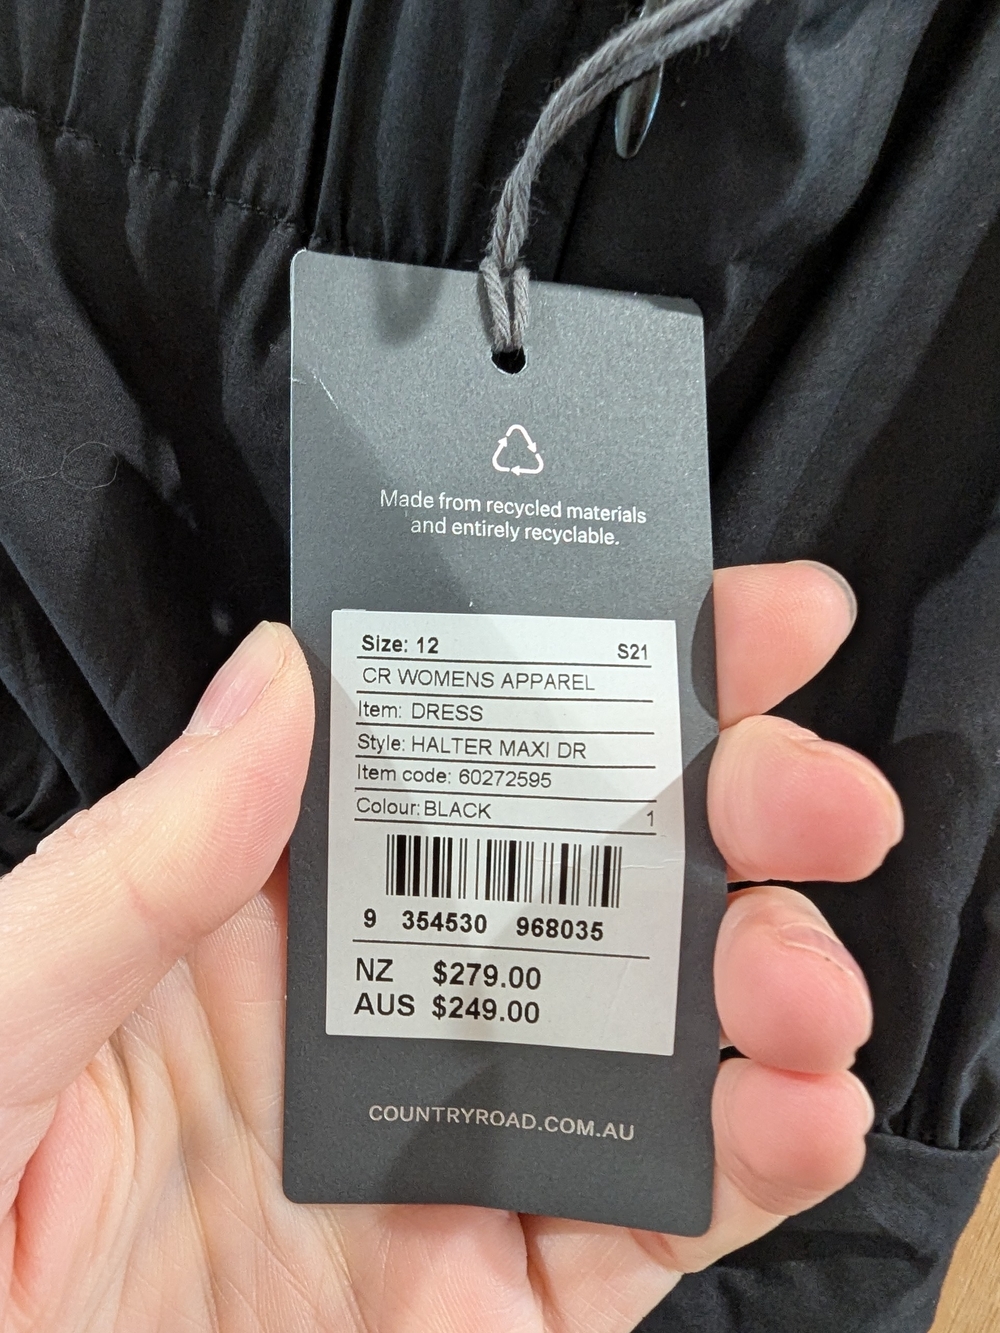 Made from recycled materials
and entirely recyclable.
Size: 12 S21
CR WOMENS APPAREL
Item: DRESS
Style: HALTER MAXI DR
Item code: 60272595
Colour: BLACK 1
9 354530 968035
NZ $279.00
AUS $249.00
COUNTRYROAD.COM.AU